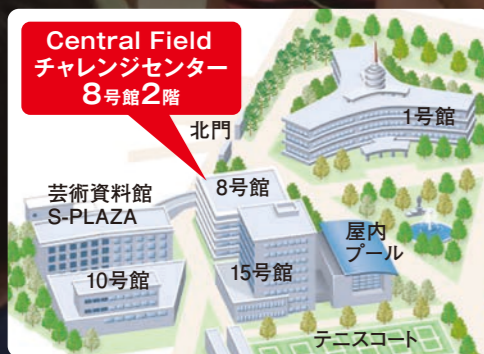 Central Field
チャレンジセンター
8号館2階
北門
1号館
芸術資料館
S-PLAZA
8号館
屋内
プール
10号館
15号館
テニスコート